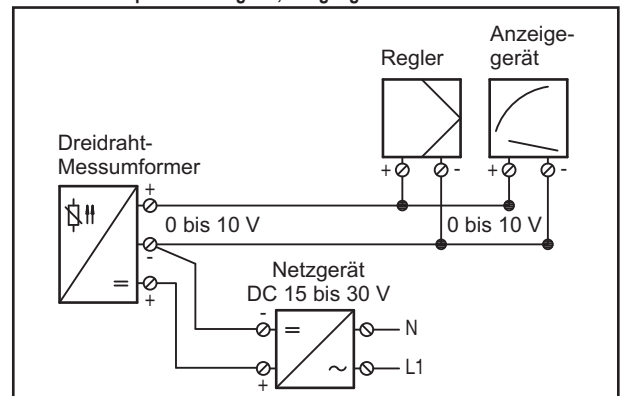 Anzeige-
gerät
Regler
+ -
+ -
Dreidraht-
Messumformer
+
0 bis 10 V
0 bis 10 V
-
=
+
Netzgerät
DC 15 bis 30 V
-
=
N
~
L1
+